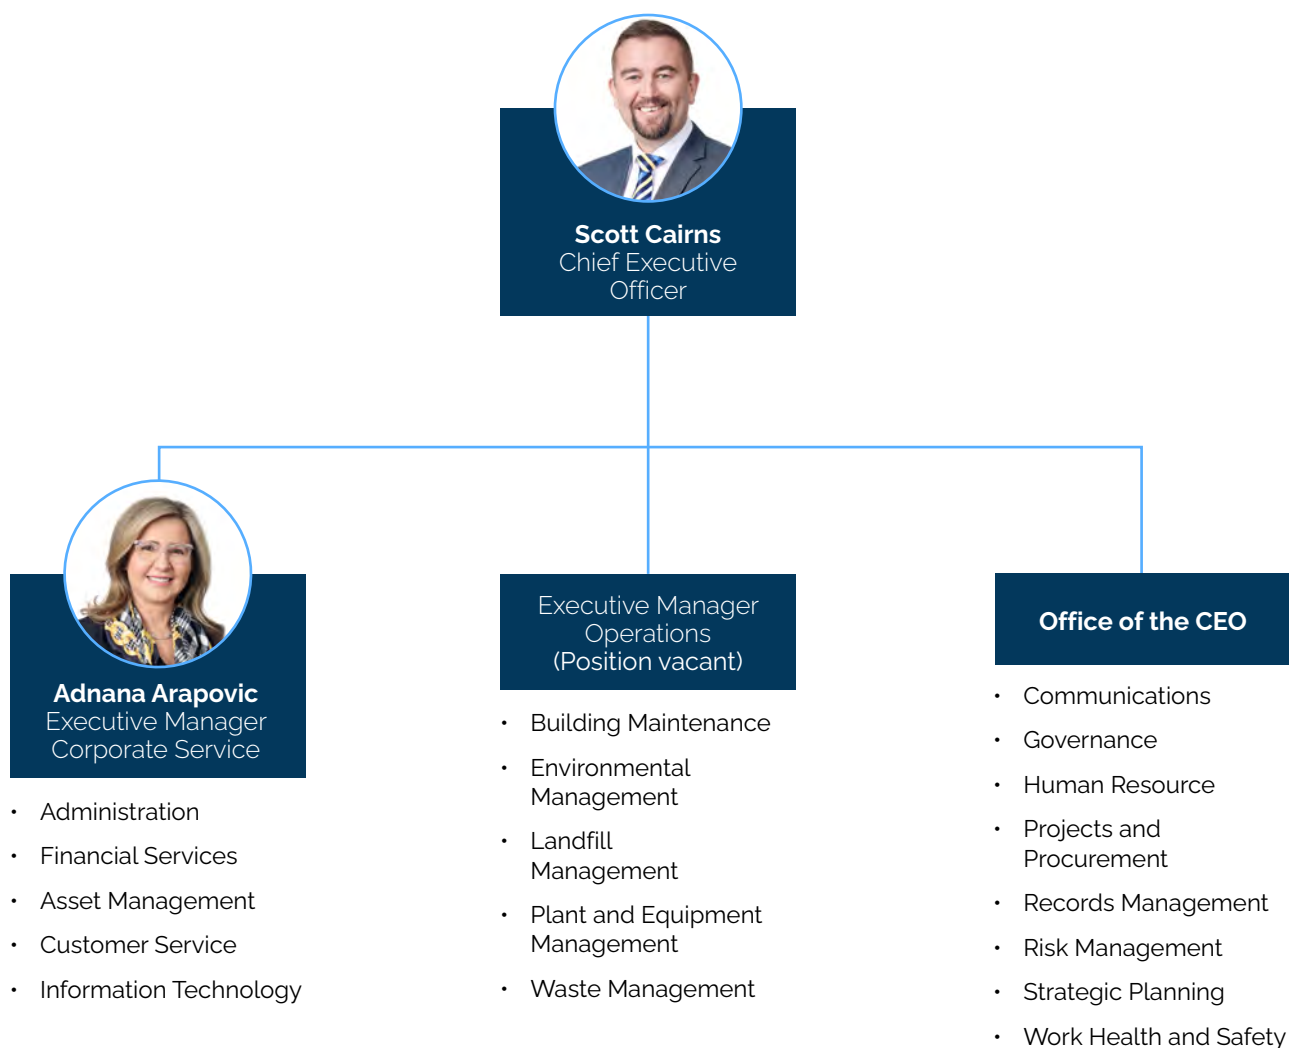 Scott Cairns
Chief Executive
Officer
Adnana Arapovic
Executive Manager
Corporate Service
• Administration
• Financial Services
• Asset Management
• Customer Service
• Information Technology
Executive Manager
Operations
(Position vacant)
• Building Maintenance
• Environmental
Management
• Landfill
Management
• Plant and Equipment
Management
• Waste Management
Office of the CEO
• Communications
• Governance
• Human Resource
• Projects and
Procurement
• Records Management
• Risk Management
• Strategic Planning
• Work Health and Safety